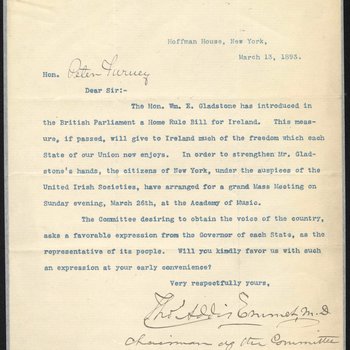 Hoffman House, New York,
March 13, 1893.
Hon. Peter Turney
Dear Sir:-
The Hon. Wm. E. Gladstone has introduced in
the British Parliament a Home Rule Bill for Ireland. This meas-
ure, if passed, will give to Ireland much of the freedom which each
State of our Union now enjoys. In order to strengthen Mr. Glad-
stone's hands, the citizens of New York, under the auspices of the
United Irish Societies, have arranged for a grand Mass Meeting on
Sunday evening, March 26th, at the Academy of Music.
The Committee desiring to obtain the voice of the country,
asks a favorable expression from the Governor of each State, as the
representative of its people. Will you kindly favor us with such
an expression at your early convenience?
Very respectfully yours,
Thos Addis Emmet, M.D
Chairman of the Committee